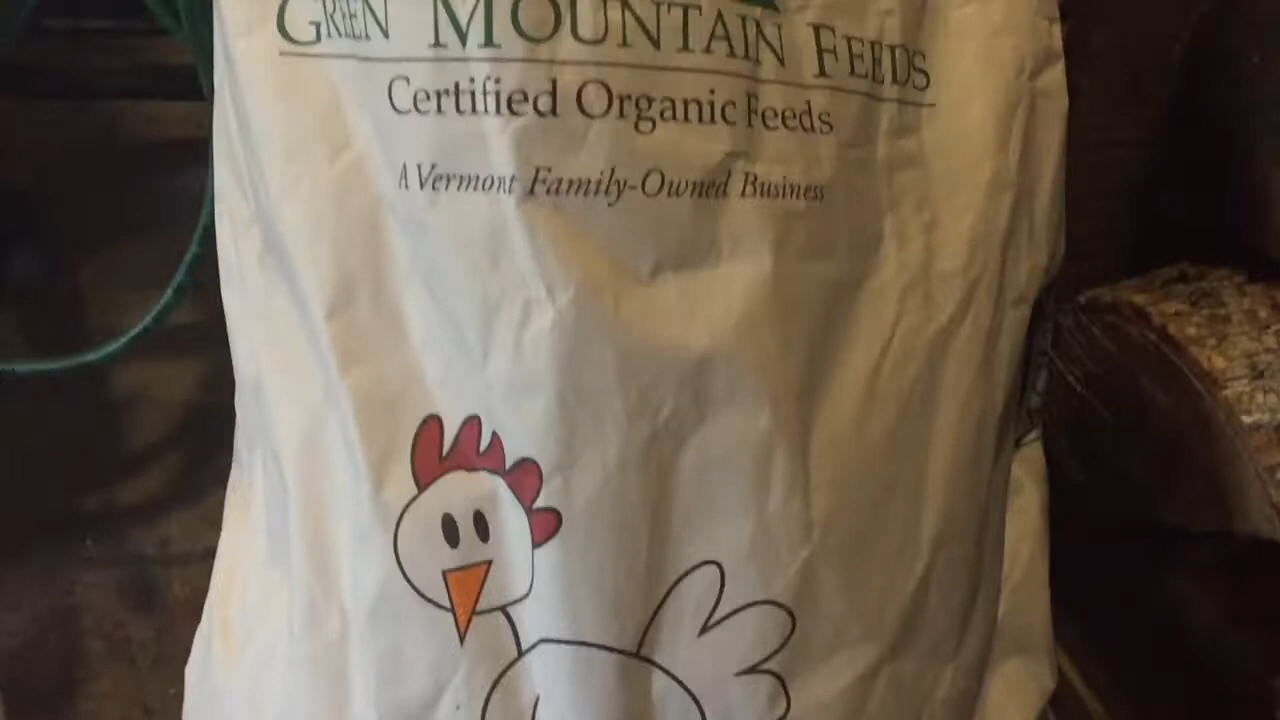 Green Mountain Feeds
Certified Organic Feeds
A Vermont Family-Owned Business